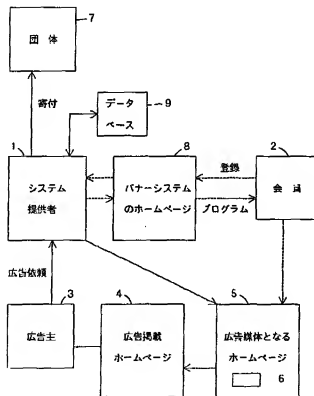 7
団体
寄付
データ
ベース
9
1
システム
提供者
8
バナーシステム
のホームページ
登録
プログラム
2
会員
広告依頼
3
広告主
4
広告掲載
ホームページ
5
広告媒体となる
ホームページ
6